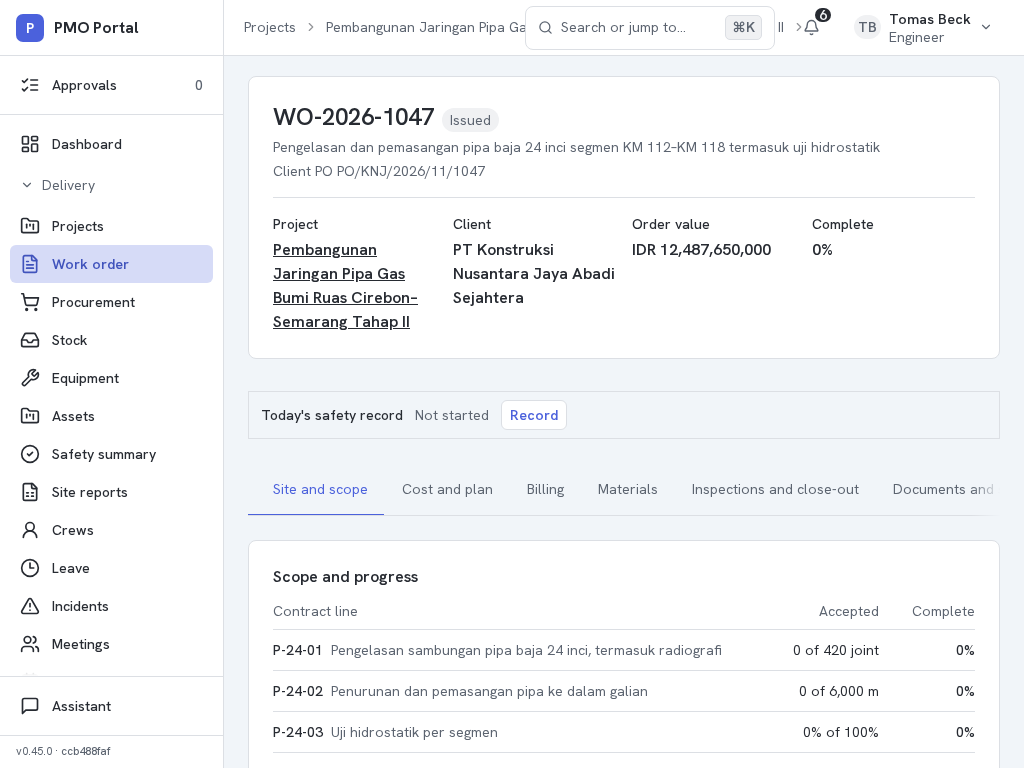 P PMO Portal
Projects
Pembangunan Jaringan Pipa Ga
Search or jump to...
⌘K
II
6
TB
Tomas Beck
Engineer
Approvals 0
Dashboard
Delivery
Projects
Work order
Procurement
Stock
Equipment
Assets
Safety summary
Site reports
Crews
Leave
Incidents
Meetings
Assistant
v0.45.0 · ccb488faf
WO-2026-1047 Issued
Pengelasan dan pemasangan pipa baja 24 inci segmen KM 112–KM 118 termasuk uji hidrostatik
Client PO PO/KNJ/2026/11/1047
Project
Pembangunan
Jaringan Pipa Gas
Bumi Ruas Cirebon–
Semarang Tahap II
Client
PT Konstruksi
Nusantara Jaya Abadi
Sejahtera
Order value
IDR 12,487,650,000
Complete
0%
Today's safety record Not started Record
Site and scope Cost and plan Billing Materials Inspections and close-out Documents and
Scope and progress
Contract line Accepted Complete
P-24-01 Pengelasan sambungan pipa baja 24 inci, termasuk radiografi 0 of 420 joint 0%
P-24-02 Penurunan dan pemasangan pipa ke dalam galian 0 of 6,000 m 0%
P-24-03 Uji hidrostatik per segmen 0% of 100% 0%